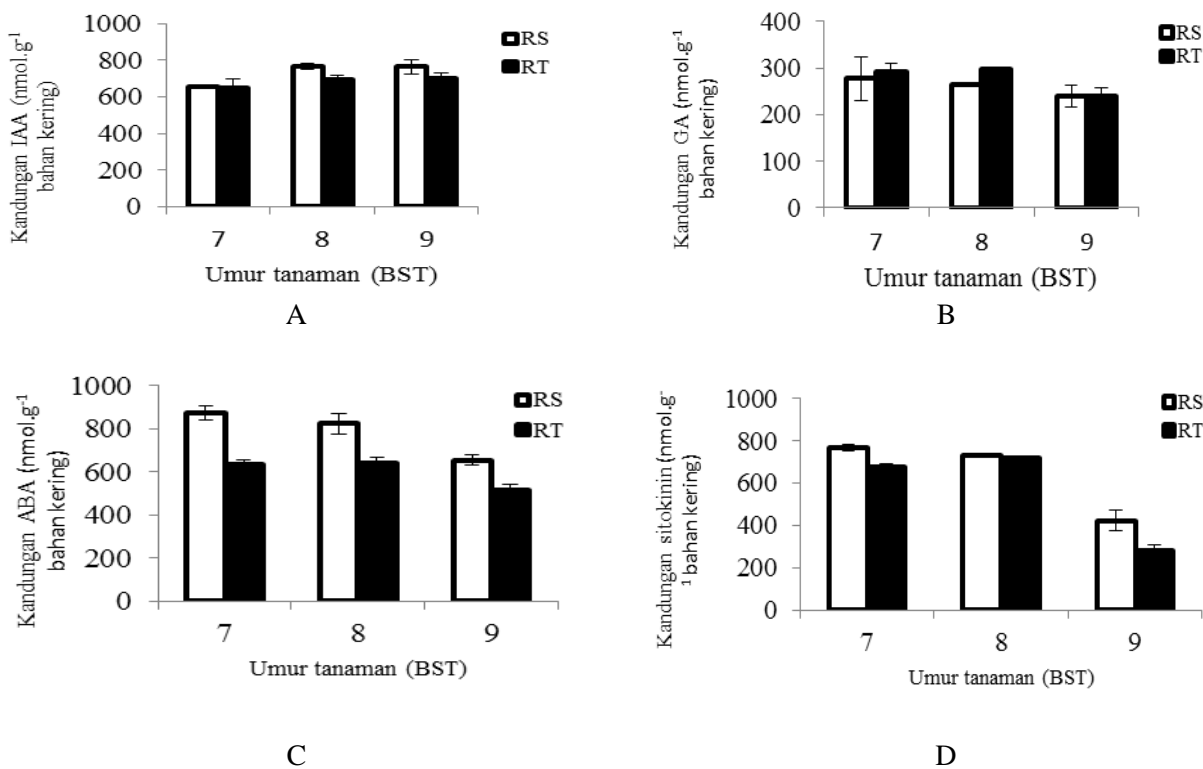 Kandungan IAA (nmol.g⁻¹
bahan kering)
1000
800
600
400
200
0
RS
RT
7 8 9
Umur tanaman (BST)
A
Kandungan GA (nmol.g⁻¹
bahan kering)
400
300
200
100
0
RS
RT
7 8 9
Umur tanaman (BST)
B
Kandungan ABA (nmol.g⁻¹
bahan kering)
1000
800
600
400
200
0
RS
RT
7 8 9
Umur tanaman (BST)
C
Kandungan sitokinin (nmol.g⁻
¹ bahan kering)
1000
800
600
400
200
0
RS
RT
7 8 9
Umur tanaman (BST)
D